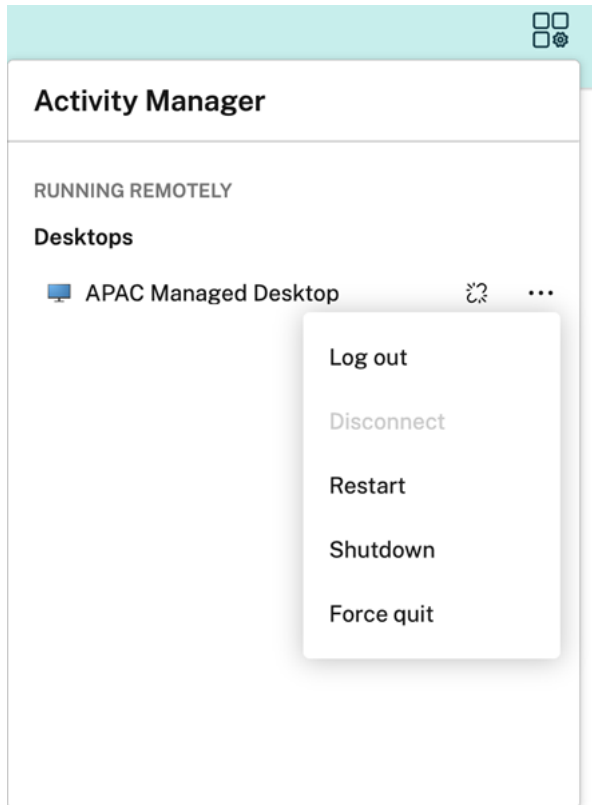 Activity Manager
RUNNING REMOTELY
Desktops
APAC Managed Desktop
Log out
Disconnect
Restart
Shutdown
Force quit